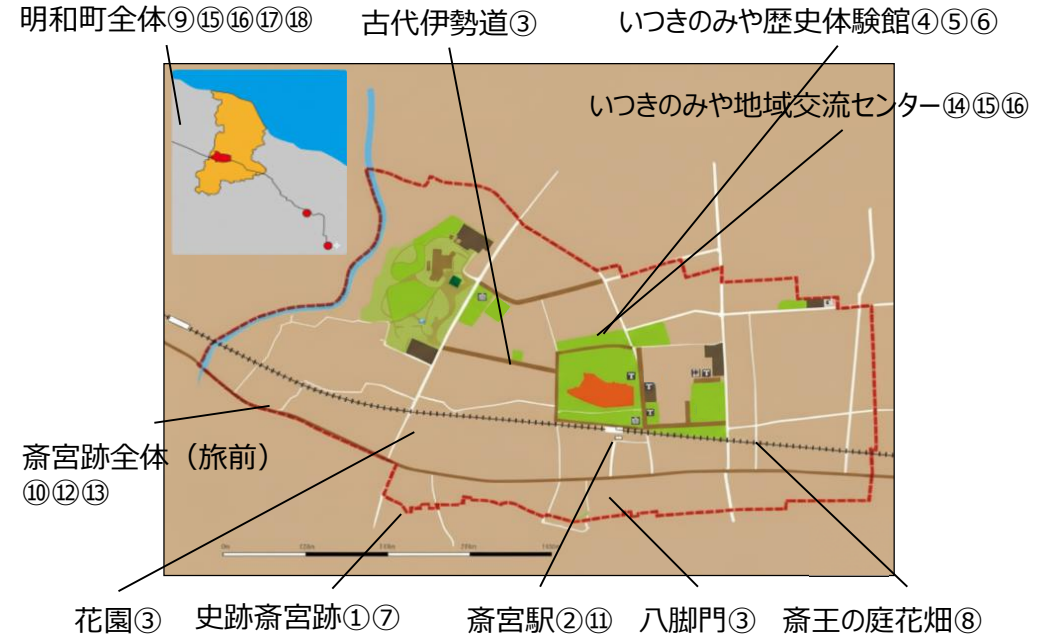 明和町全体⑨⑮⑯⑰⑱
古代伊勢道③
いつきのみや歴史体験館④⑤⑥
いつきのみや地域交流センター⑭⑮⑯
斎宮跡全体（旅前）
⑩⑫⑬
花園③
史跡斎宮跡①⑦
斎宮駅②⑪
八脚門③
斎王の庭花畑⑧